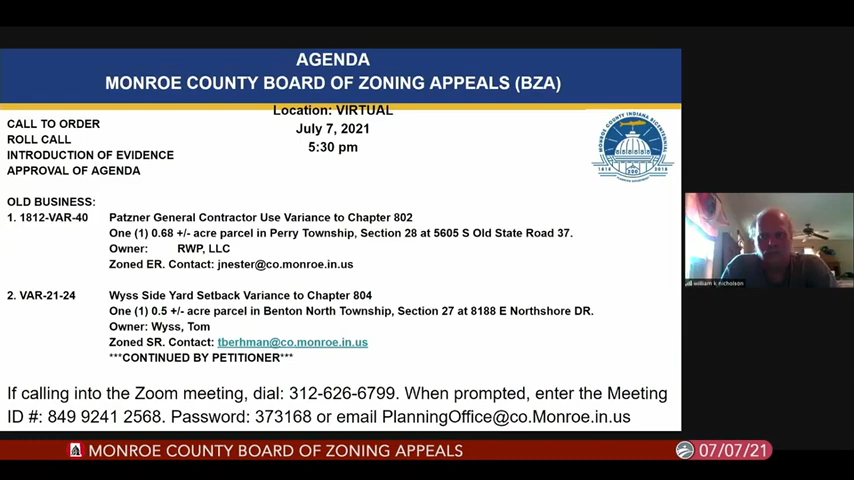 AGENDA
MONROE COUNTY BOARD OF ZONING APPEALS (BZA)
Location: VIRTUAL
July 7, 2021
5:30 pm
CALL TO ORDER
ROLL CALL
INTRODUCTION OF EVIDENCE
APPROVAL OF AGENDA
MONROE COUNTY INDIANA BICENTENNIAL
OLD BUSINESS:
1. 1812-VAR-40 Patzner General Contractor Use Variance to Chapter 802
One (1) 0.68 +/- acre parcel in Perry Township, Section 28 at 5605 S Old State Road 37.
Owner: RWP, LLC
Zoned ER. Contact: jnester@co.monroe.in.us
2. VAR-21-24 Wyss Side Yard Setback Variance to Chapter 804
One (1) 0.5 +/- acre parcel in Benton North Township, Section 27 at 8188 E Northshore DR.
Owner: Wyss, Tom
Zoned SR. Contact: tberhman@co.monroe.in.us
***CONTINUED BY PETITIONER***
william k nicholson
If calling into the Zoom meeting, dial: 312-626-6799. When prompted, enter the Meeting
ID #: 849 9241 2568. Password: 373168 or email PlanningOffice@co.Monroe.in.us
MONROE COUNTY BOARD OF ZONING APPEALS
07/07/21